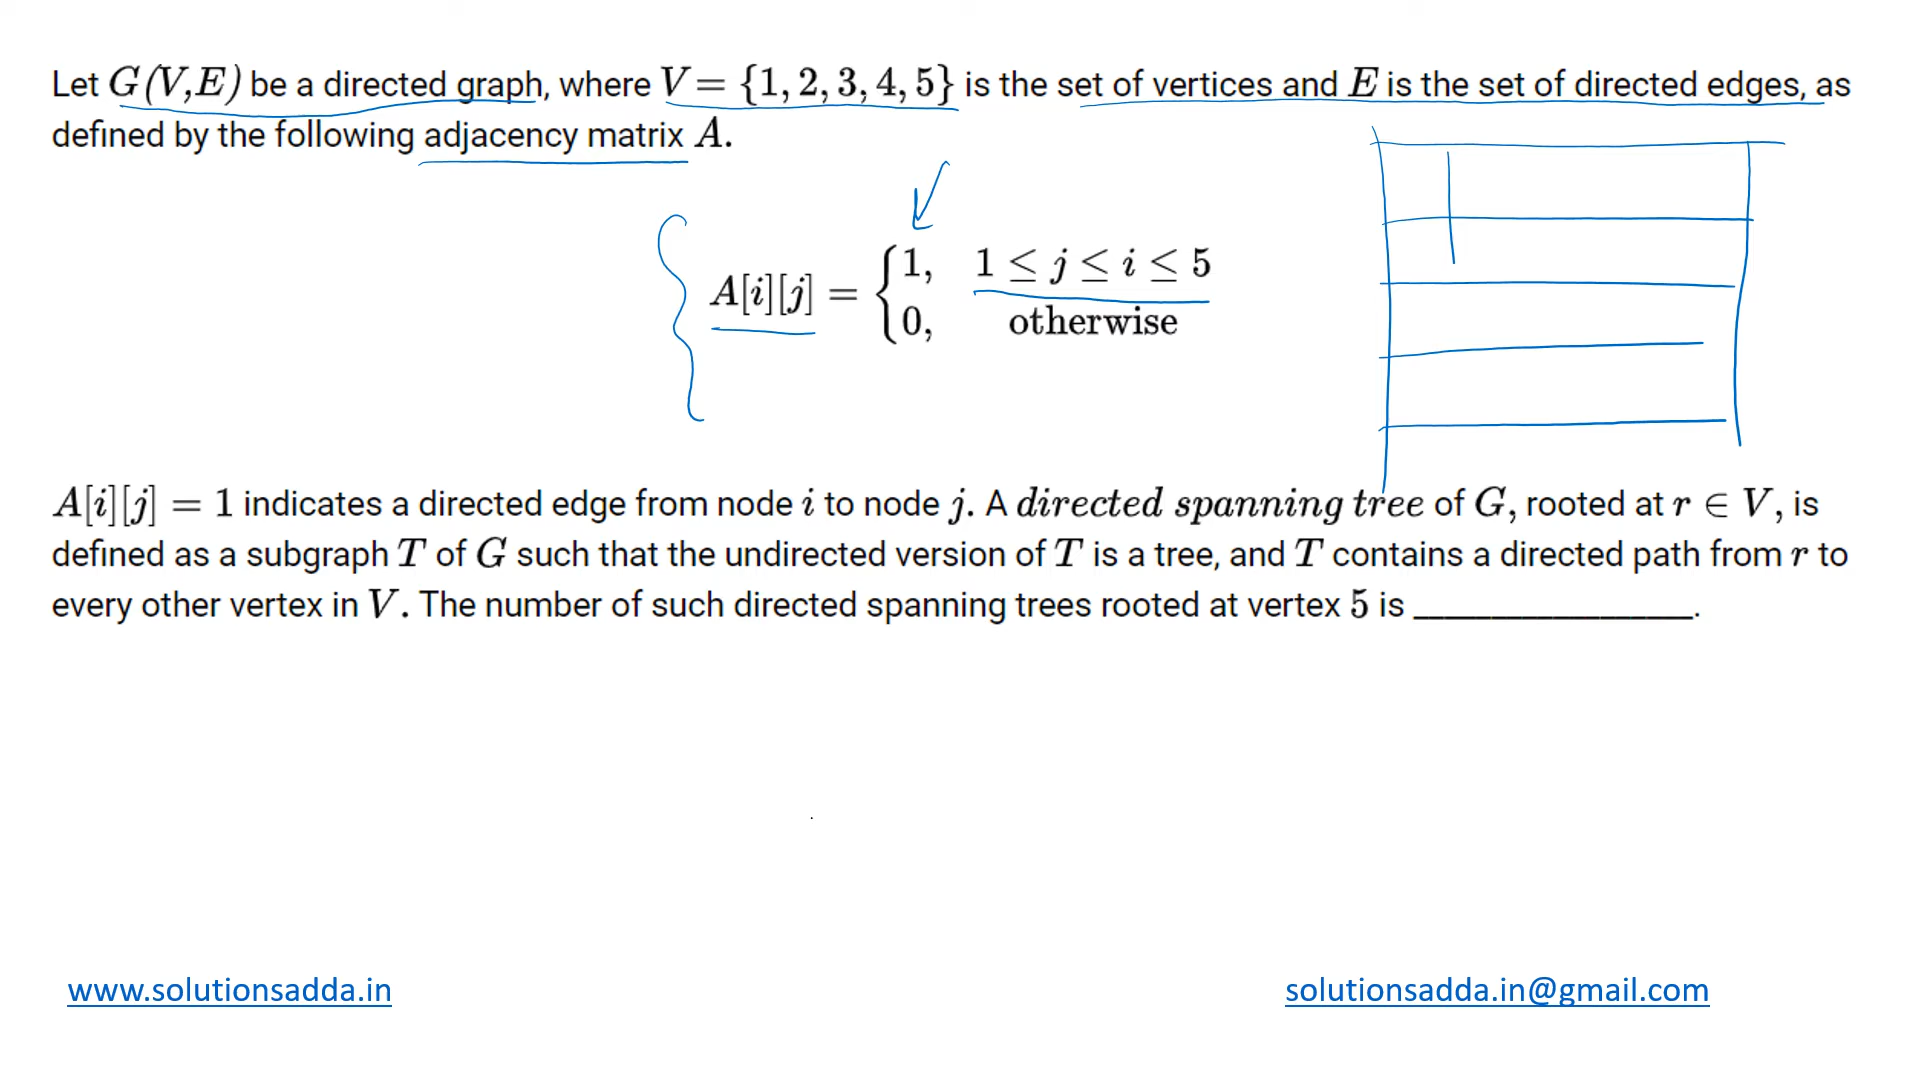 Let G(V,E) be a directed graph, where V = {1, 2, 3, 4, 5} is the set of vertices and E is the set of directed edges, as
defined by the following adjacency matrix A.
A[i][j] = { 1, 1 ≤ j ≤ i ≤ 5
0, otherwise
A[i][j] = 1 indicates a directed edge from node i to node j. A directed spanning tree of G, rooted at r ∈ V, is
defined as a subgraph T of G such that the undirected version of T is a tree, and T contains a directed path from r to
every other vertex in V. The number of such directed spanning trees rooted at vertex 5 is ________________.
www.solutionsadda.in
solutionsadda.in@gmail.com